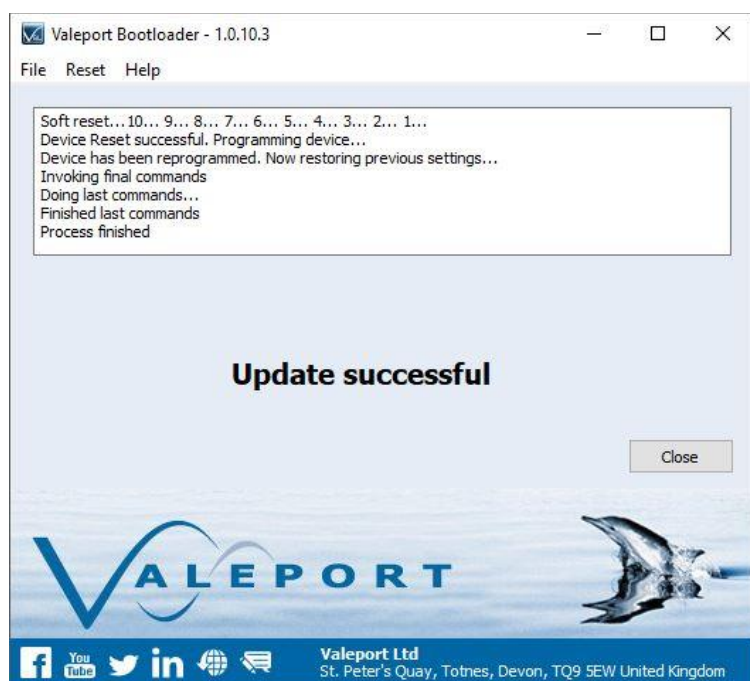 Valeport Bootloader - 1.0.10.3
File Reset Help
Soft reset...10... 9... 8... 7... 6... 5... 4... 3... 2... 1...
Device Reset successful. Programming device...
Device has been reprogrammed. Now restoring previous settings...
Invoking final commands
Doing last commands...
Finished last commands
Process finished
Update successful
Close
VALEPORT
You
Tube
in
Valeport Ltd
St. Peter's Quay, Totnes, Devon, TQ9 5EW United Kingdom